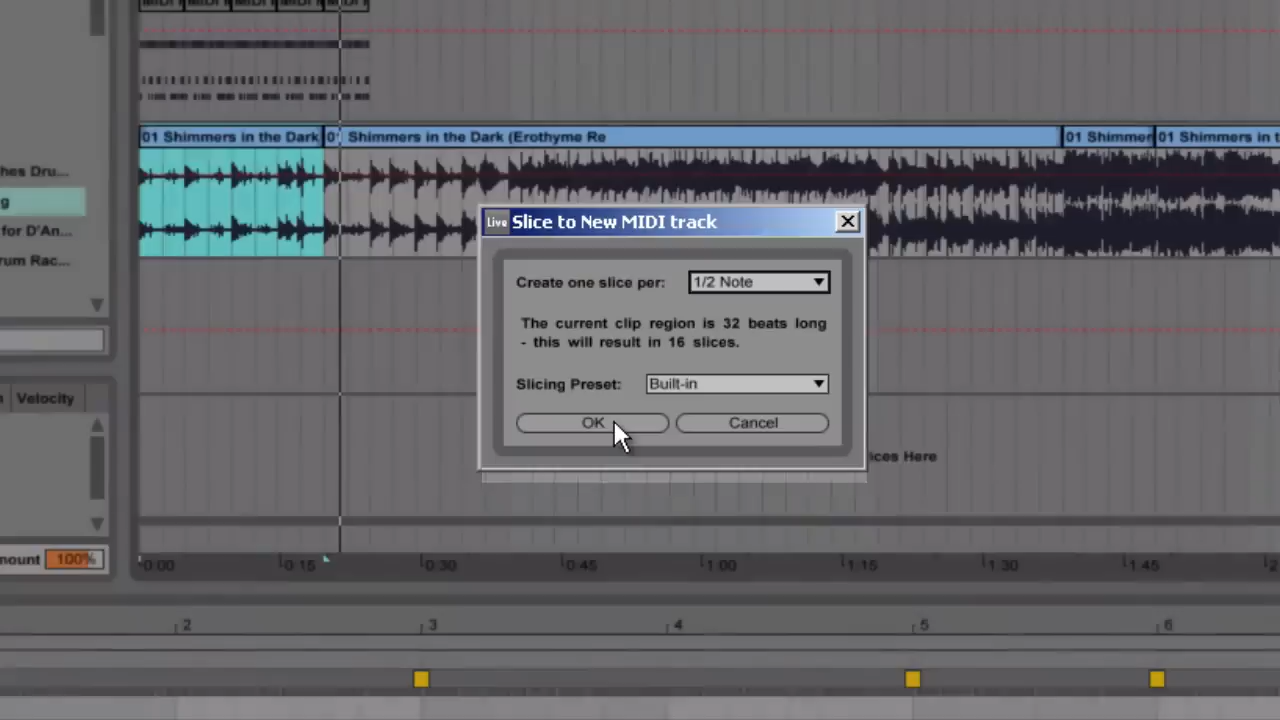 01 Shimmers in the Dark
01 Shimmers in the Dark (Erothyme Re
01 Shimmer
01 Shimmers in t
hes Dru...
g
for D'An...
rum Rac...
Live Slice to New MIDI track
Create one slice per: 1/2 Note
The current clip region is 32 beats long
- this will result in 16 slices.
Slicing Preset: Built-in
OK Cancel
ices Here
Velocity
mount 100%
0:00 0:15 0:30 0:45 1:00 1:15 1:30 1:45 2
2 3 4 5 6